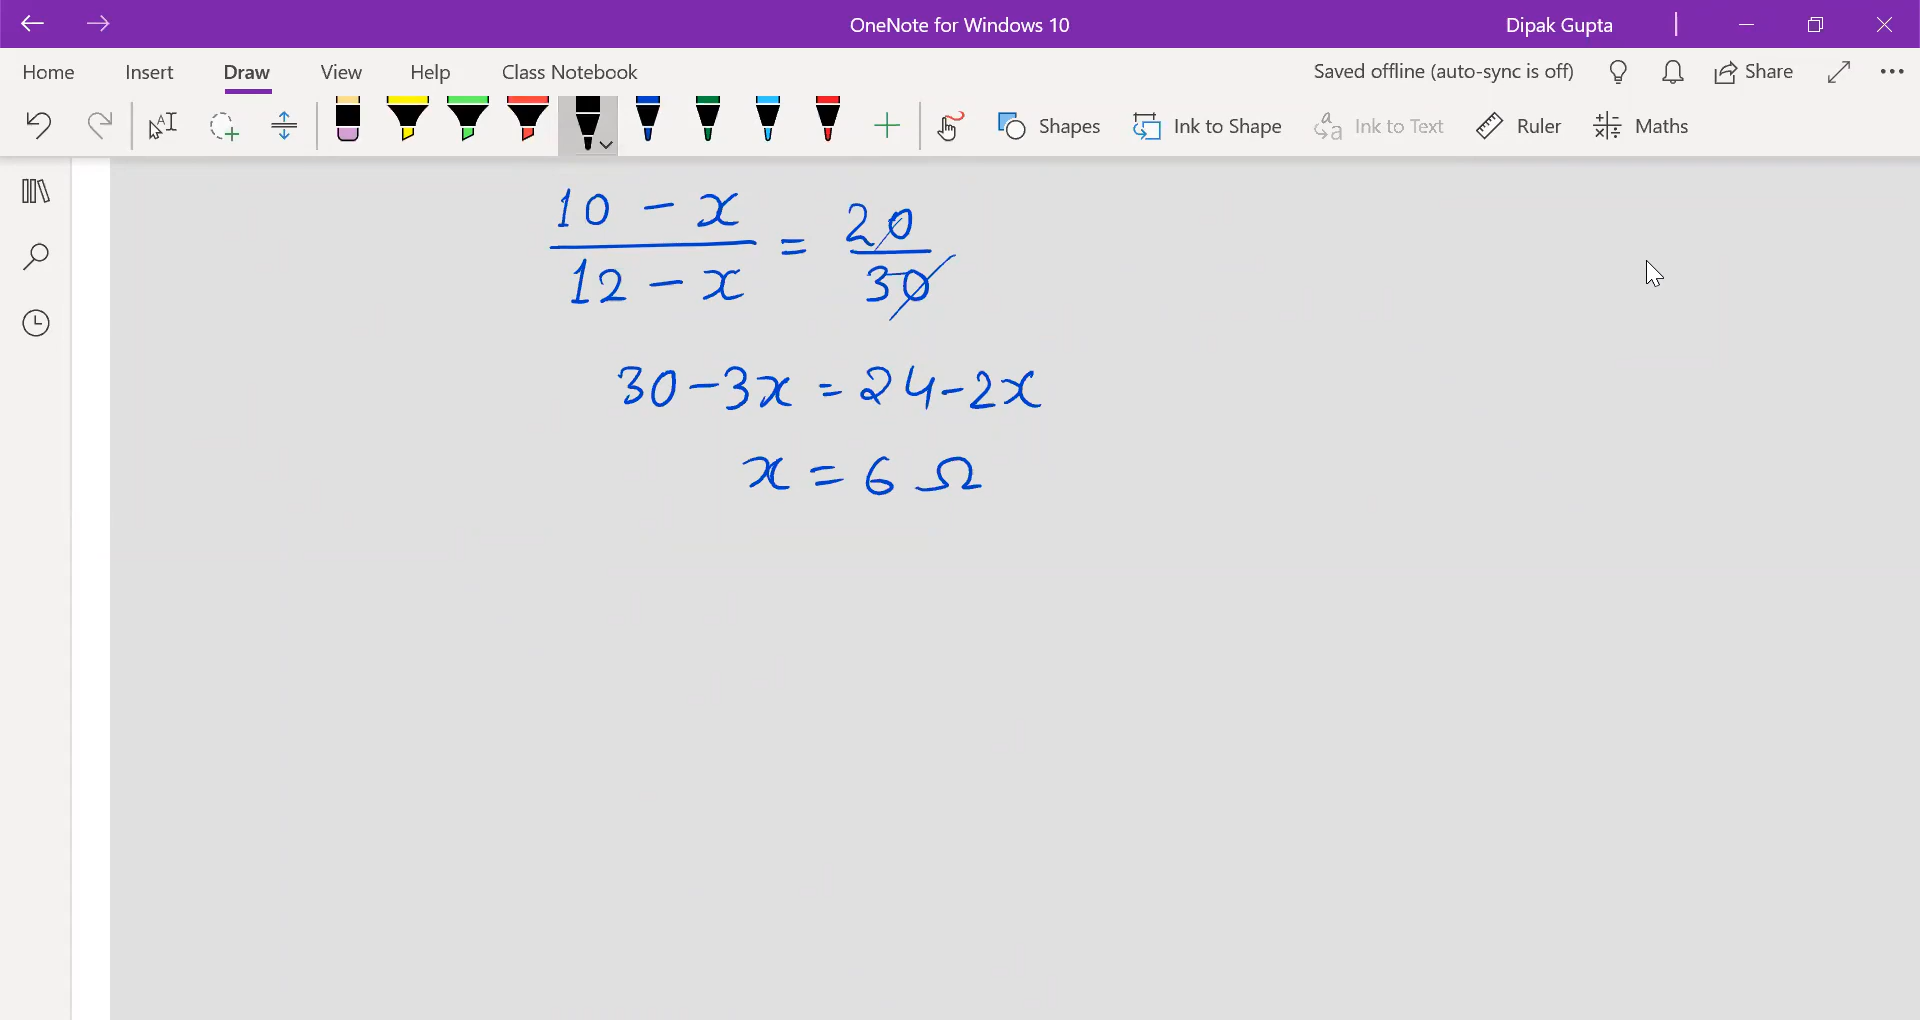 OneNote for Windows 10
Dipak Gupta
Home Insert Draw View Help Class Notebook
Saved offline (auto-sync is off) Share
Shapes Ink to Shape Ink to Text Ruler Maths
10 - x / 12 - x = 20 / 30
30 - 3x = 24 - 2x
x = 6 Ω